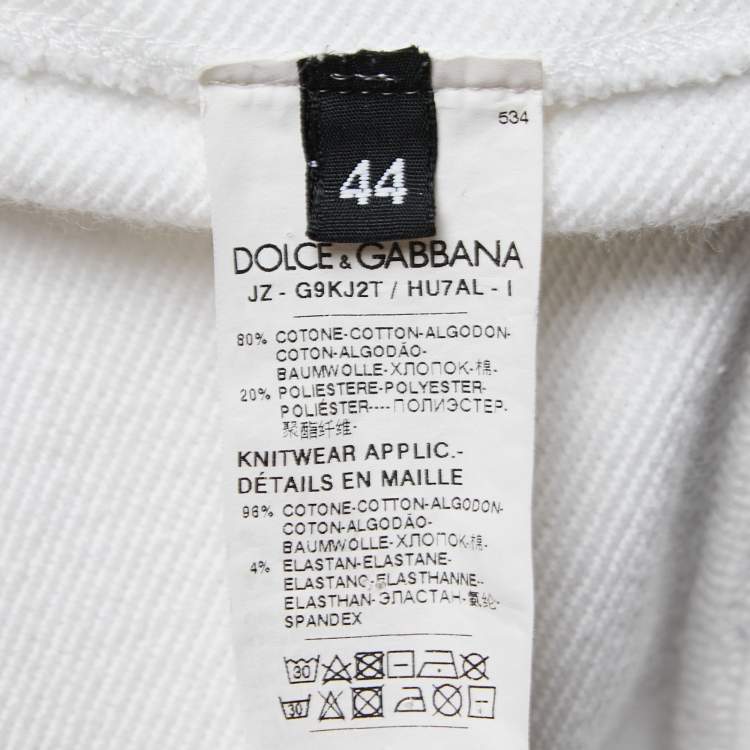 534
44
DOLCE & GABBANA
JZ - G9KJ2T / HU7AL - I
80% COTONE-COTTON-ALGODON-
COTON-ALGODÃO-
BAUMWOLLE-ХЛОПОК-棉-
20% POLIESTERE-POLYESTER-
POLIÉSTER----ПОЛИЭСТЕР-
聚酯纤维-
KNITWEAR APPLIC.-
DÉTAILS EN MAILLE
96% COTONE-COTTON-ALGODON-
COTON-ALGODÃO-
BAUMWOLLE-ХЛОПОК-棉-
4% ELASTAN-ELASTANE-
ELASTANO-ELASTHANNE--
ELASTHAN-ЭЛАСТАН-氨纶-
SPANDEX
30
30